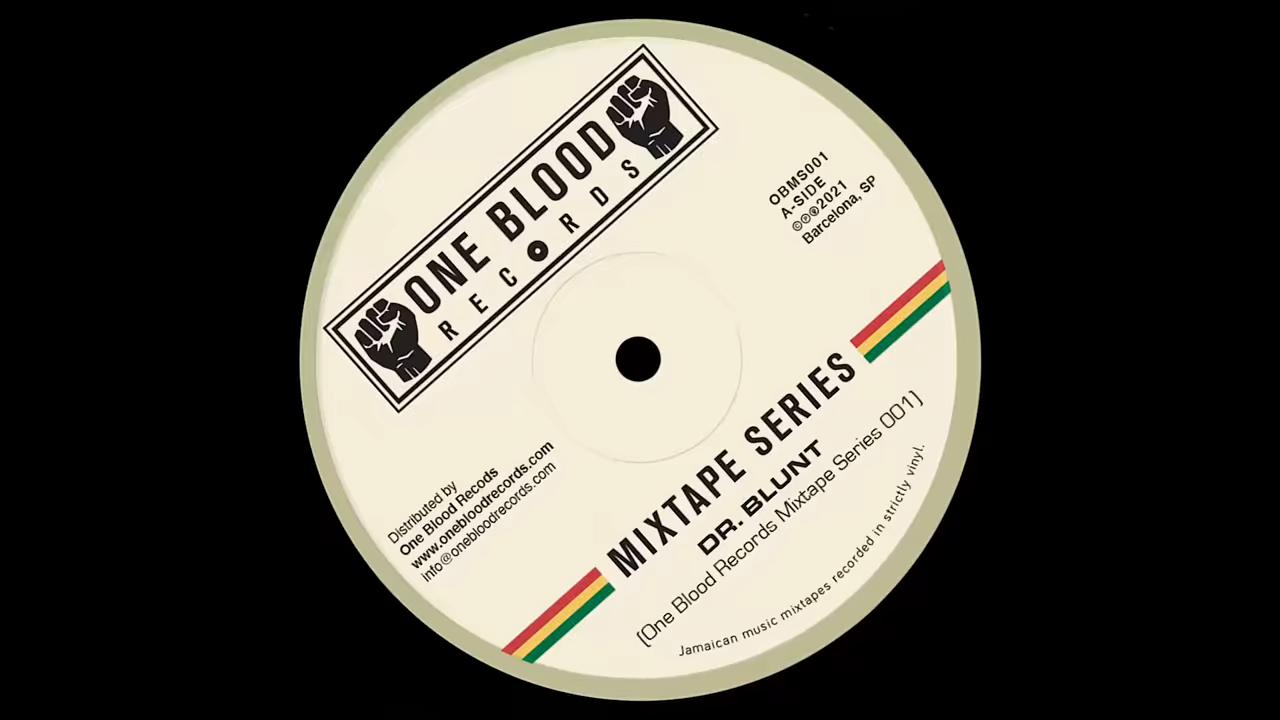 ONE BLOOD
RECORDS
OBMS001
A-SIDE
©℗®2021
Barcelona, SP
Distributed by
One Blood Recods
www.onebloodrecords.com
info@onebloodrecords.com
MIXTAPE SERIES
DR. BLUNT
(One Blood Records Mixtape Series 001)
Jamaican music mixtapes recorded in strictly vinyl.